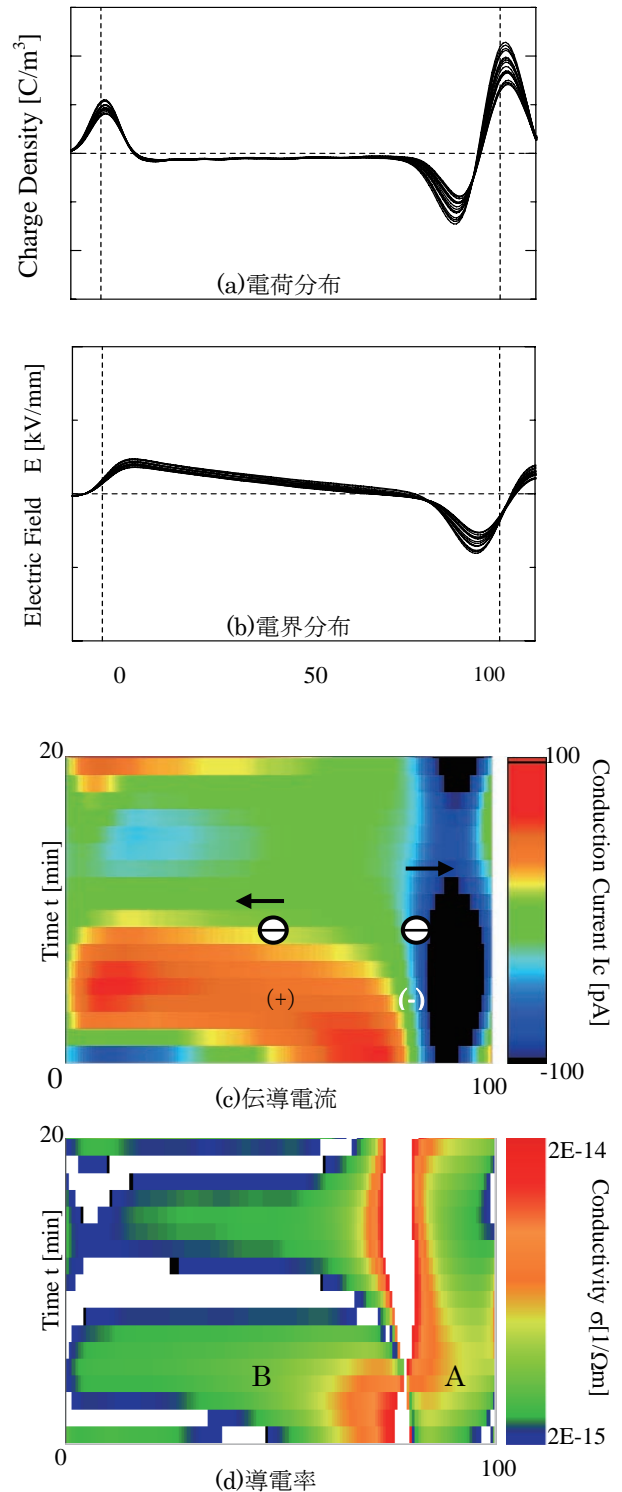 Charge Density [C/m³]
(a)電荷分布
Electric Field E [kV/mm]
(b)電界分布
0 50 100
20
Time t [min]
(+) (-)
0 100
(c)伝導電流
100
-100
Conduction Current Ic [pA]
20
Time t [min]
B A
0 100
(d)導電率
2E-14
2E-15
Conductivity σ[1/Ωm]